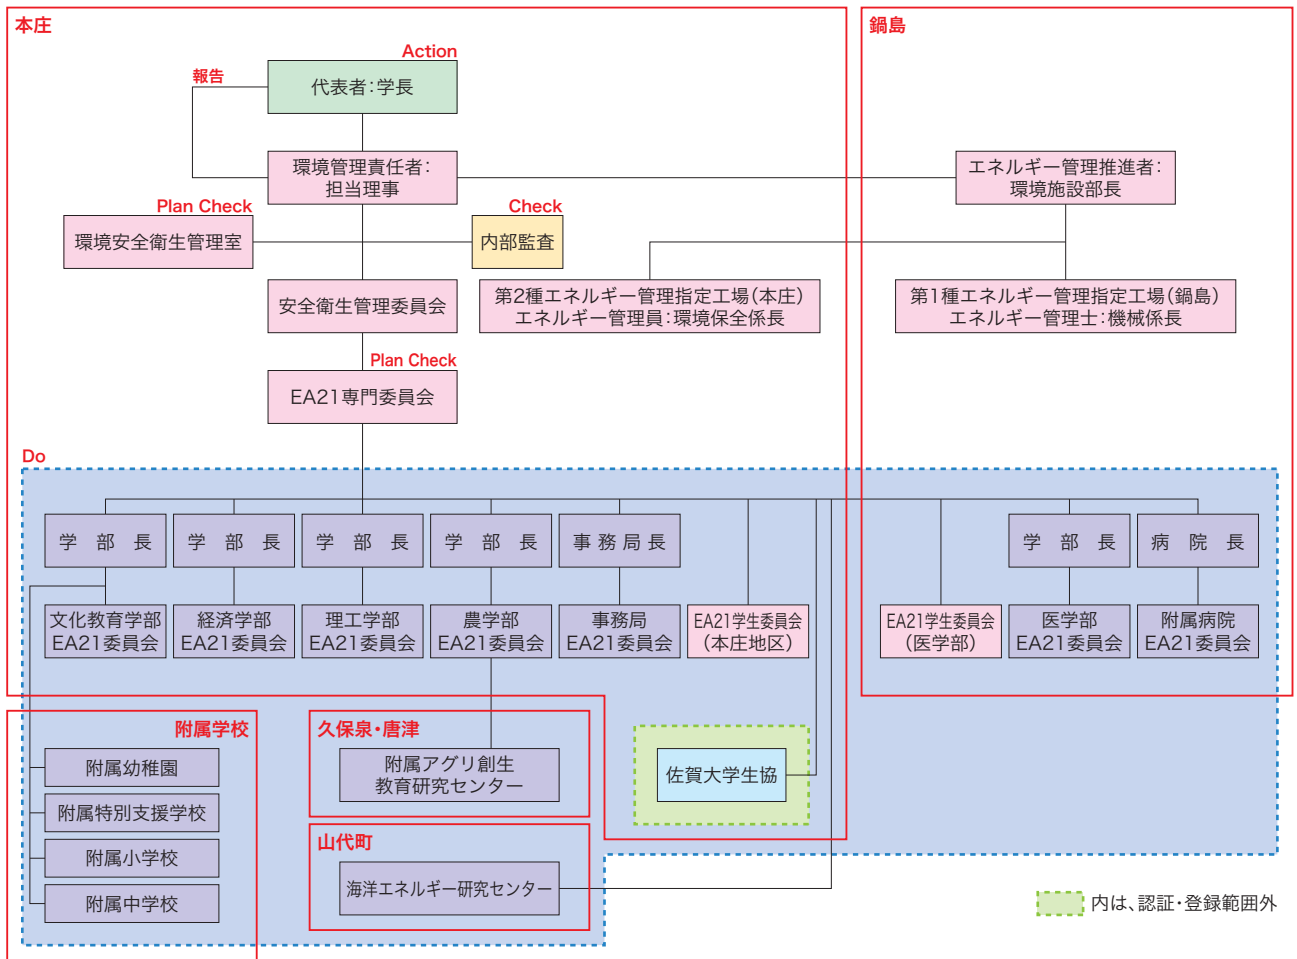 本庄
鍋島
Action
報告
代表者：学長
環境管理責任者：
担当理事
エネルギー管理推進者：
環境施設部長
Plan Check
Check
環境安全衛生管理室
内部監査
安全衛生管理委員会
第2種エネルギー管理指定工場（本庄）
エネルギー管理員：環境保全係長
第1種エネルギー管理指定工場（鍋島）
エネルギー管理士：機械係長
Plan Check
EA21専門委員会
Do
学部長
学部長
学部長
学部長
事務局長
学部長
病院長
文化教育学部
EA21委員会
経済学部
EA21委員会
理工学部
EA21委員会
農学部
EA21委員会
事務局
EA21委員会
EA21学生委員会
（本庄地区）
EA21学生委員会
（医学部）
医学部
EA21委員会
附属病院
EA21委員会
附属学校
附属幼稚園
附属特別支援学校
附属小学校
附属中学校
久保泉・唐津
附属アグリ創生
教育研究センター
山代町
海洋エネルギー研究センター
佐賀大学生協
内は、認証・登録範囲外